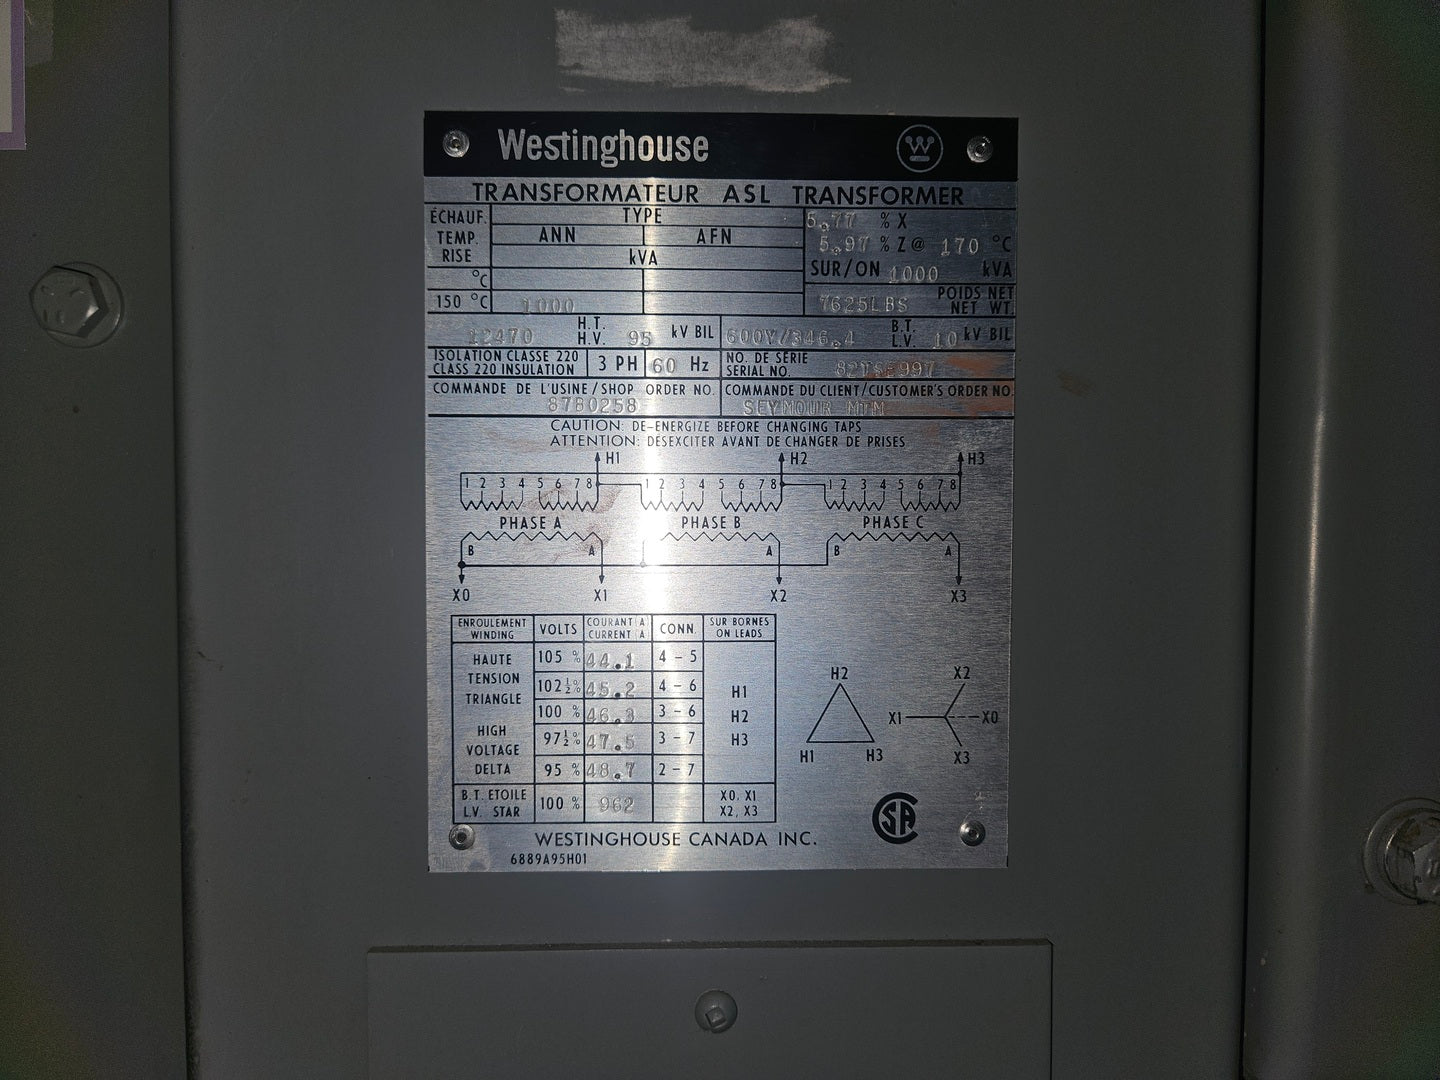 Westinghouse
W
TRANSFORMATEUR ASL TRANSFORMER
ÉCHAUF. TEMP. RISE
TYPE
ANN AFN
kVA
°C
150 °C 1000
5.77 % X
5.97 % Z@ 170 °C
SUR/ON 1000 kVA
7625LBS POIDS NET NET WT.
12470 H.T. H.V. 95 kV BIL 600Y/346.4 B.T. L.V. 10 kV BIL
ISOLATION CLASSE 220
CLASS 220 INSULATION
3 PH 60 Hz
NO. DE SÉRIE
SERIAL NO.
COMMANDE DE L'USINE/SHOP ORDER NO.
8780258
COMMANDE DU CLIENT/CUSTOMER'S ORDER NO.
SEYMOUR MTM
CAUTION: DE-ENERGIZE BEFORE CHANGING TAPS
ATTENTION: DÉSEXCITER AVANT DE CHANGER DE PRISES
H1 H2 H3
1 2 3 4 5 6 7 8 1 2 3 4 5 6 7 8 1 2 3 4 5 6 7 8
PHASE A PHASE B PHASE C
B A A B A
X0 X1 X2 X3
ENROULEMENT WINDING VOLTS COURANT (A) CURRENT (A) CONN. SUR BORNES ON LEADS
HAUTE TENSION TRIANGLE
HIGH VOLTAGE DELTA
105 % 44.1 4 - 5
102½% 45.2 4 - 6
100 % 46.3 3 - 6
97½% 47.5 3 - 7
95 % 48.7 2 - 7
H1
H2
H3
B.T. ETOILE L.V. STAR 100 % 962 X0, X1 X2, X3
H2
H1 H3
X2
X1 X0
X3
SA
WESTINGHOUSE CANADA INC.
6889A95H01